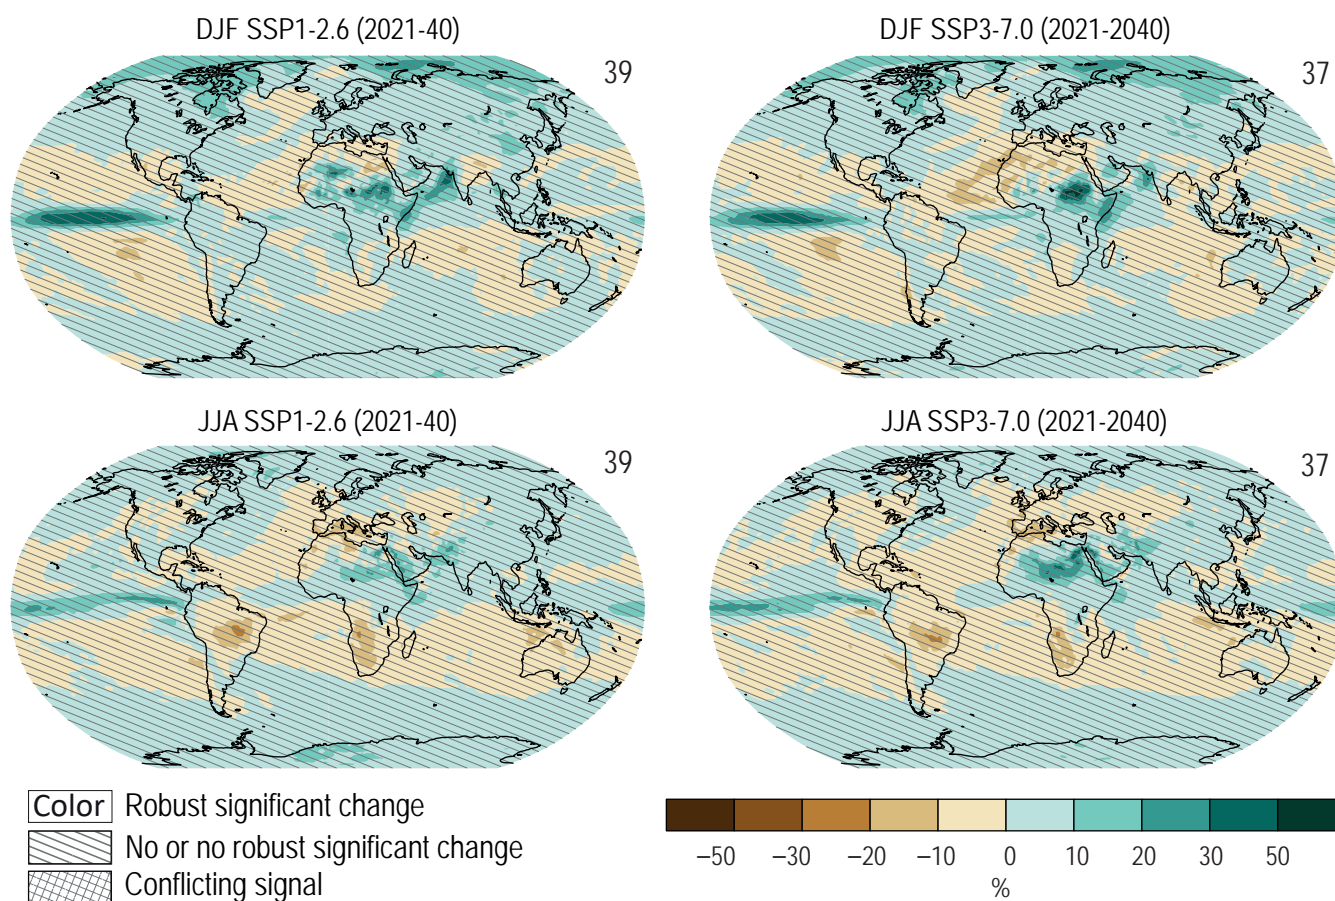 DJF SSP1-2.6 (2021-40)
39
DJF SSP3-7.0 (2021-2040)
37
JJA SSP1-2.6 (2021-40)
39
JJA SSP3-7.0 (2021-2040)
37
Color Robust significant change
No or no robust significant change
Conflicting signal
−50 −30 −20 −10 0 10 20 30 50
%